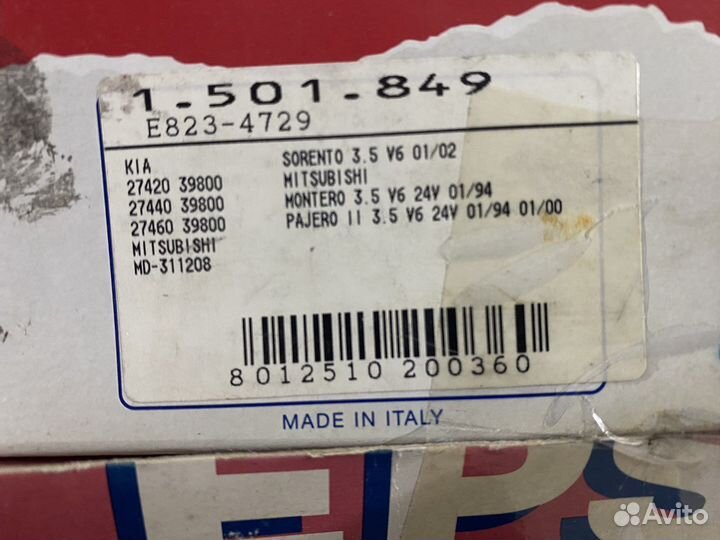 1.501.849
E823-4729
KIA
27420 39800
27440 39800
27460 39800
MITSUBISHI
MD-311208
SORENTO 3.5 V6 01/02
MITSUBISHI
MONTERO 3.5 V6 24V 01/94
PAJERO II 3.5 V6 24V 01/94 01/00
8012510 200360
MADE IN ITALY
EPS
Avito